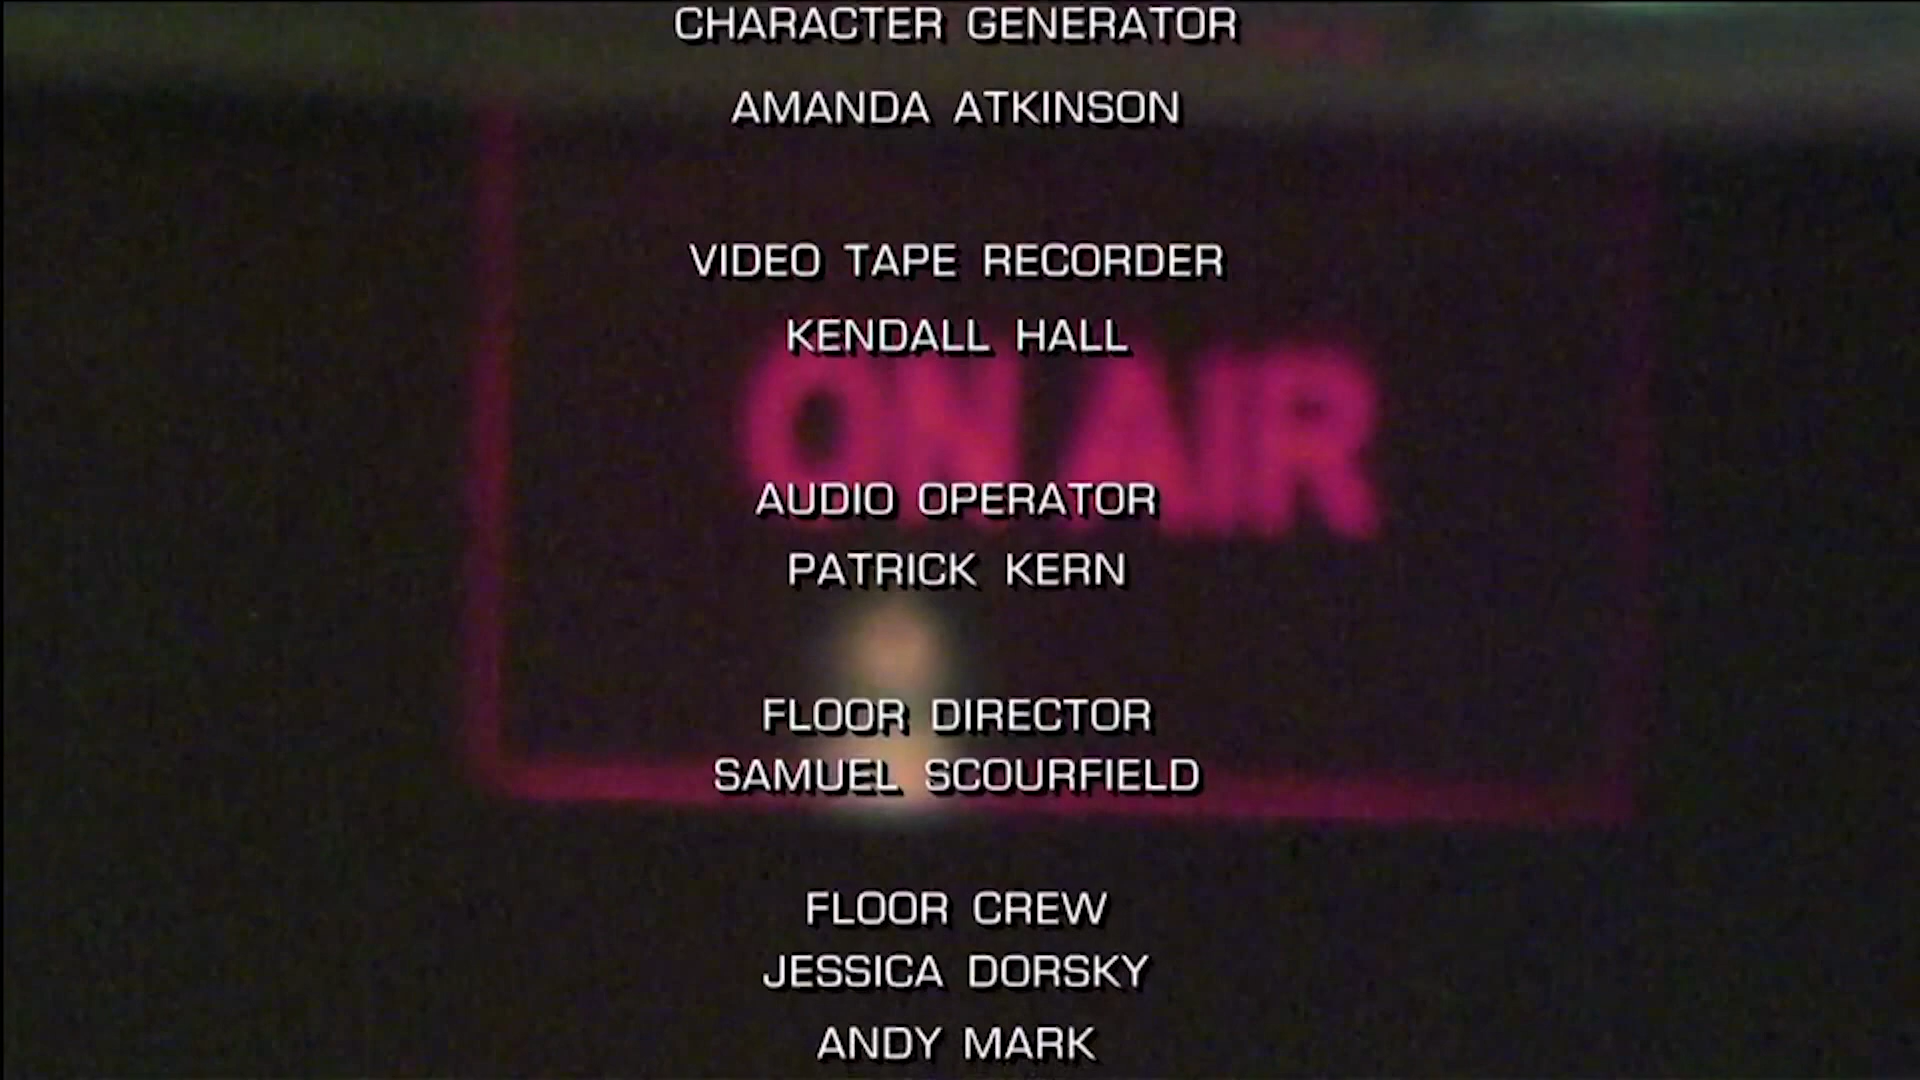 CHARACTER GENERATOR
AMANDA ATKINSON
VIDEO TAPE RECORDER
KENDALL HALL
ON AIR
AUDIO OPERATOR
PATRICK KERN
FLOOR DIRECTOR
SAMUEL SCOURFIELD
FLOOR CREW
JESSICA DORSKY
ANDY MARK